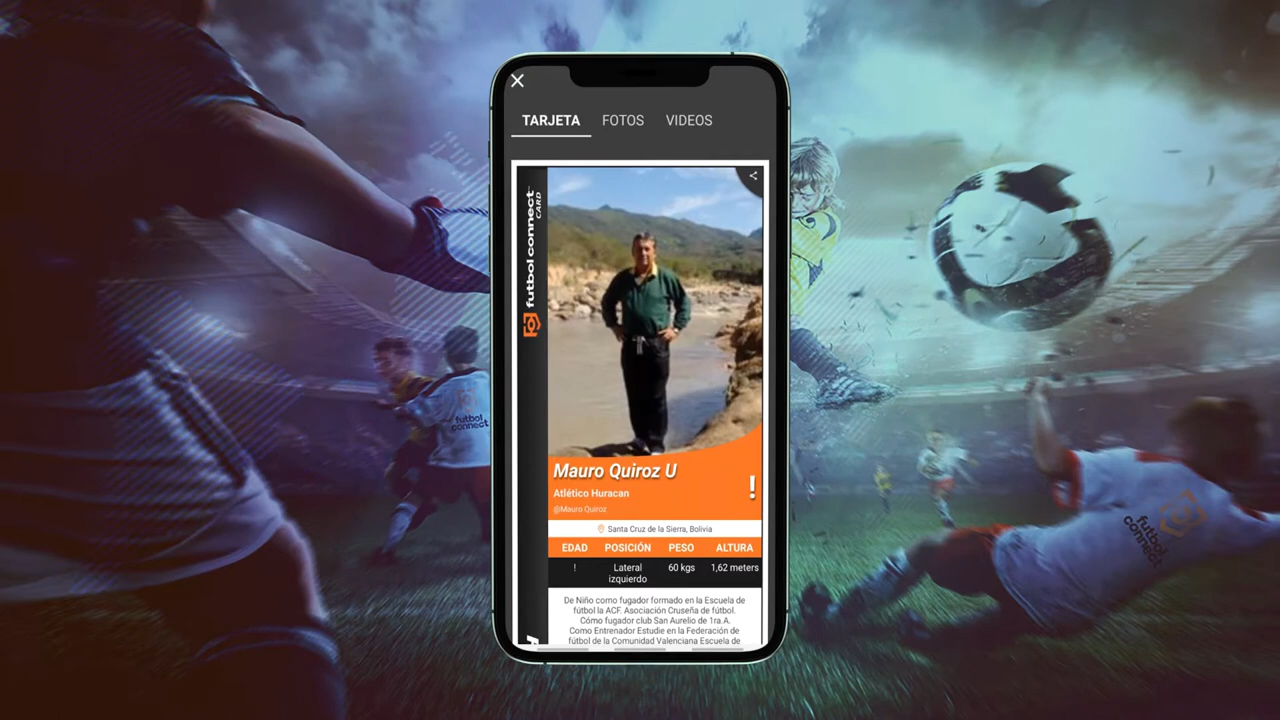 TARJETA FOTOS VIDEOS
futbol connect
CARD
Mauro Quiroz U
Atlético Huracan
!
@Mauro Quiroz
Santa Cruz de la Sierra, Bolivia
EDAD POSICIÓN PESO ALTURA
! Lateral izquierdo 60 kgs 1,62 meters
De Niño como fugador formado en la Escuela de
fútbol la ACF. Asociación Cruseña de fútbol.
Cómo fugador club San Aurelio de 1ra.A.
Como Entrenador Estudie en la Federación de
fútbol de la Comunidad Valenciana Escuela de
futbol
connect
futbol
connect